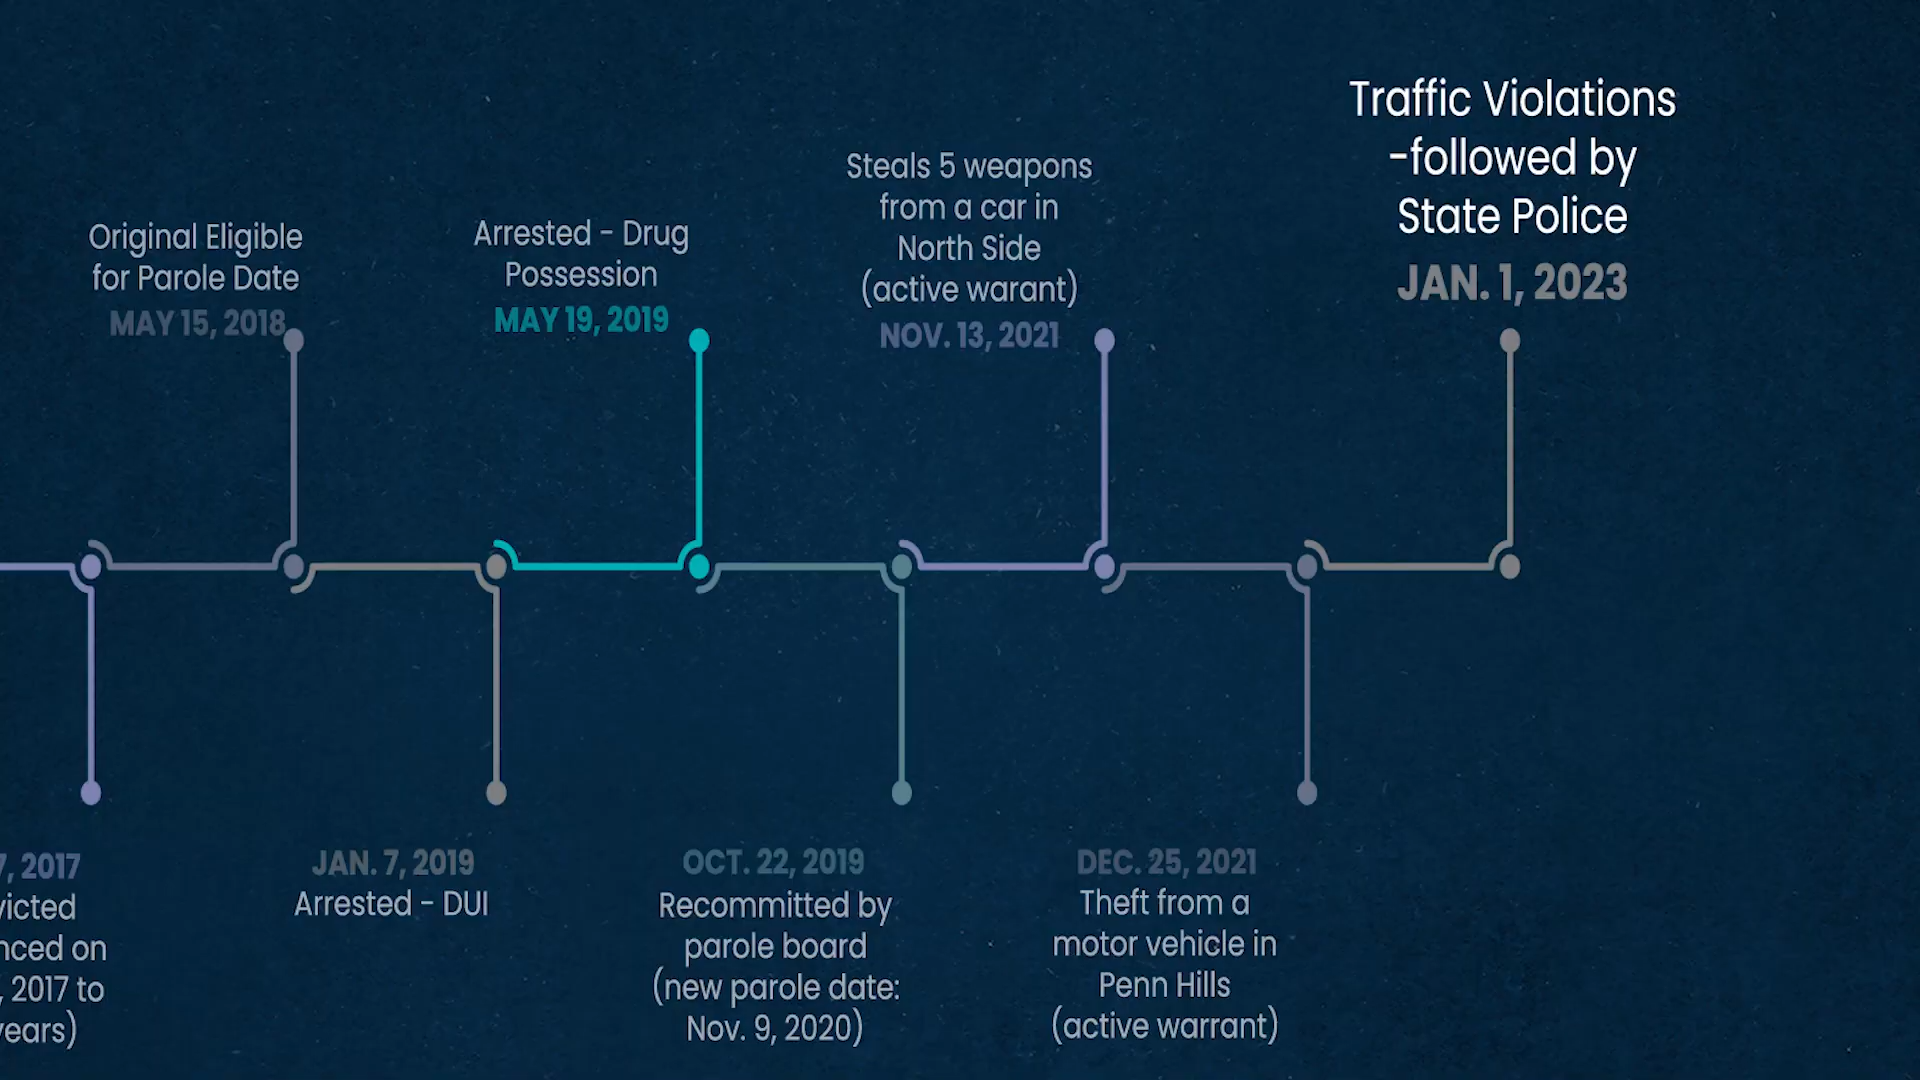 Original Eligible
for Parole Date
MAY 15, 2018
Arrested - Drug
Possession
MAY 19, 2019
Steals 5 weapons
from a car in
North Side
(active warant)
NOV. 13, 2021
Traffic Violations
-followed by
State Police
JAN. 1, 2023
7, 2017
victed
nced on
, 2017 to
years)
JAN. 7, 2019
Arrested - DUI
OCT. 22, 2019
Recommitted by
parole board
(new parole date:
Nov. 9, 2020)
DEC. 25, 2021
Theft from a
motor vehicle in
Penn Hills
(active warrant)